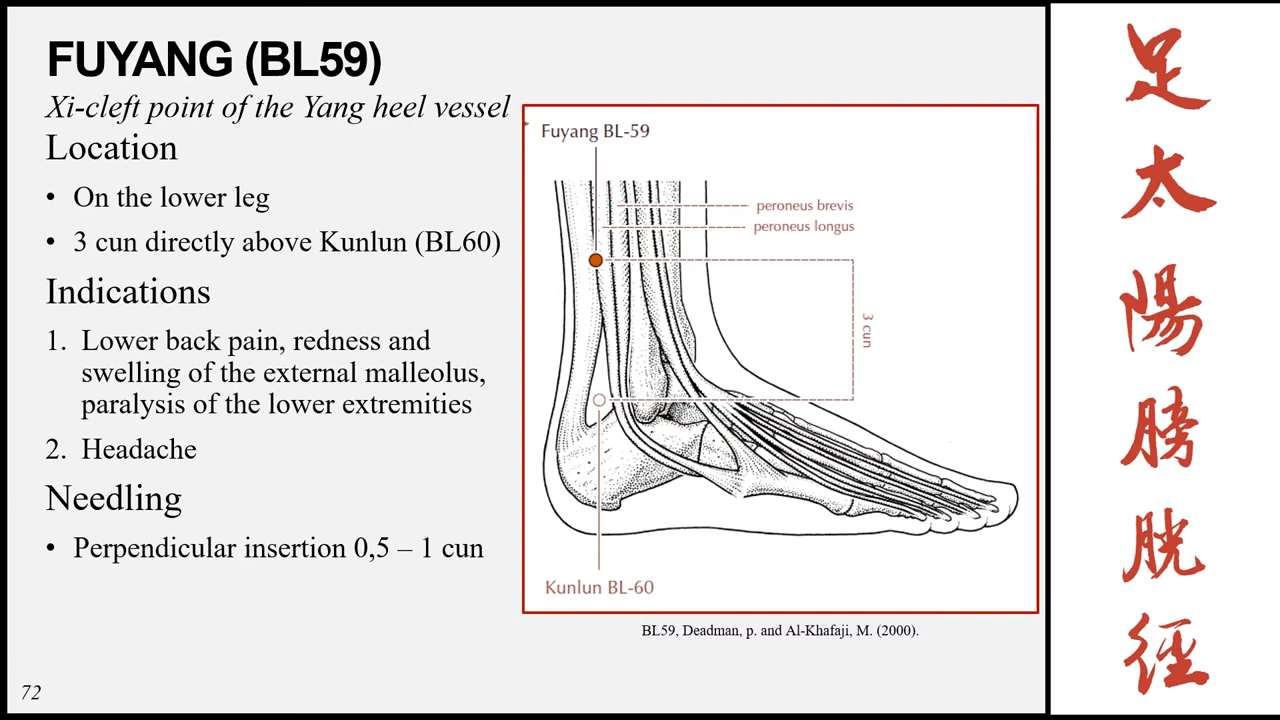 FUYANG (BL59)
Xi-cleft point of the Yang heel vessel
Location
• On the lower leg
• 3 cun directly above Kunlun (BL60)
Indications
1. Lower back pain, redness and
swelling of the external malleolus,
paralysis of the lower extremities
2. Headache
Needling
• Perpendicular insertion 0,5 – 1 cun
72
Fuyang BL-59
peroneus brevis
peroneus longus
3 cun
Kunlun BL-60
BL59, Deadman, p. and Al-Khafaji, M. (2000).
足
太
陽
膀
胱
徑